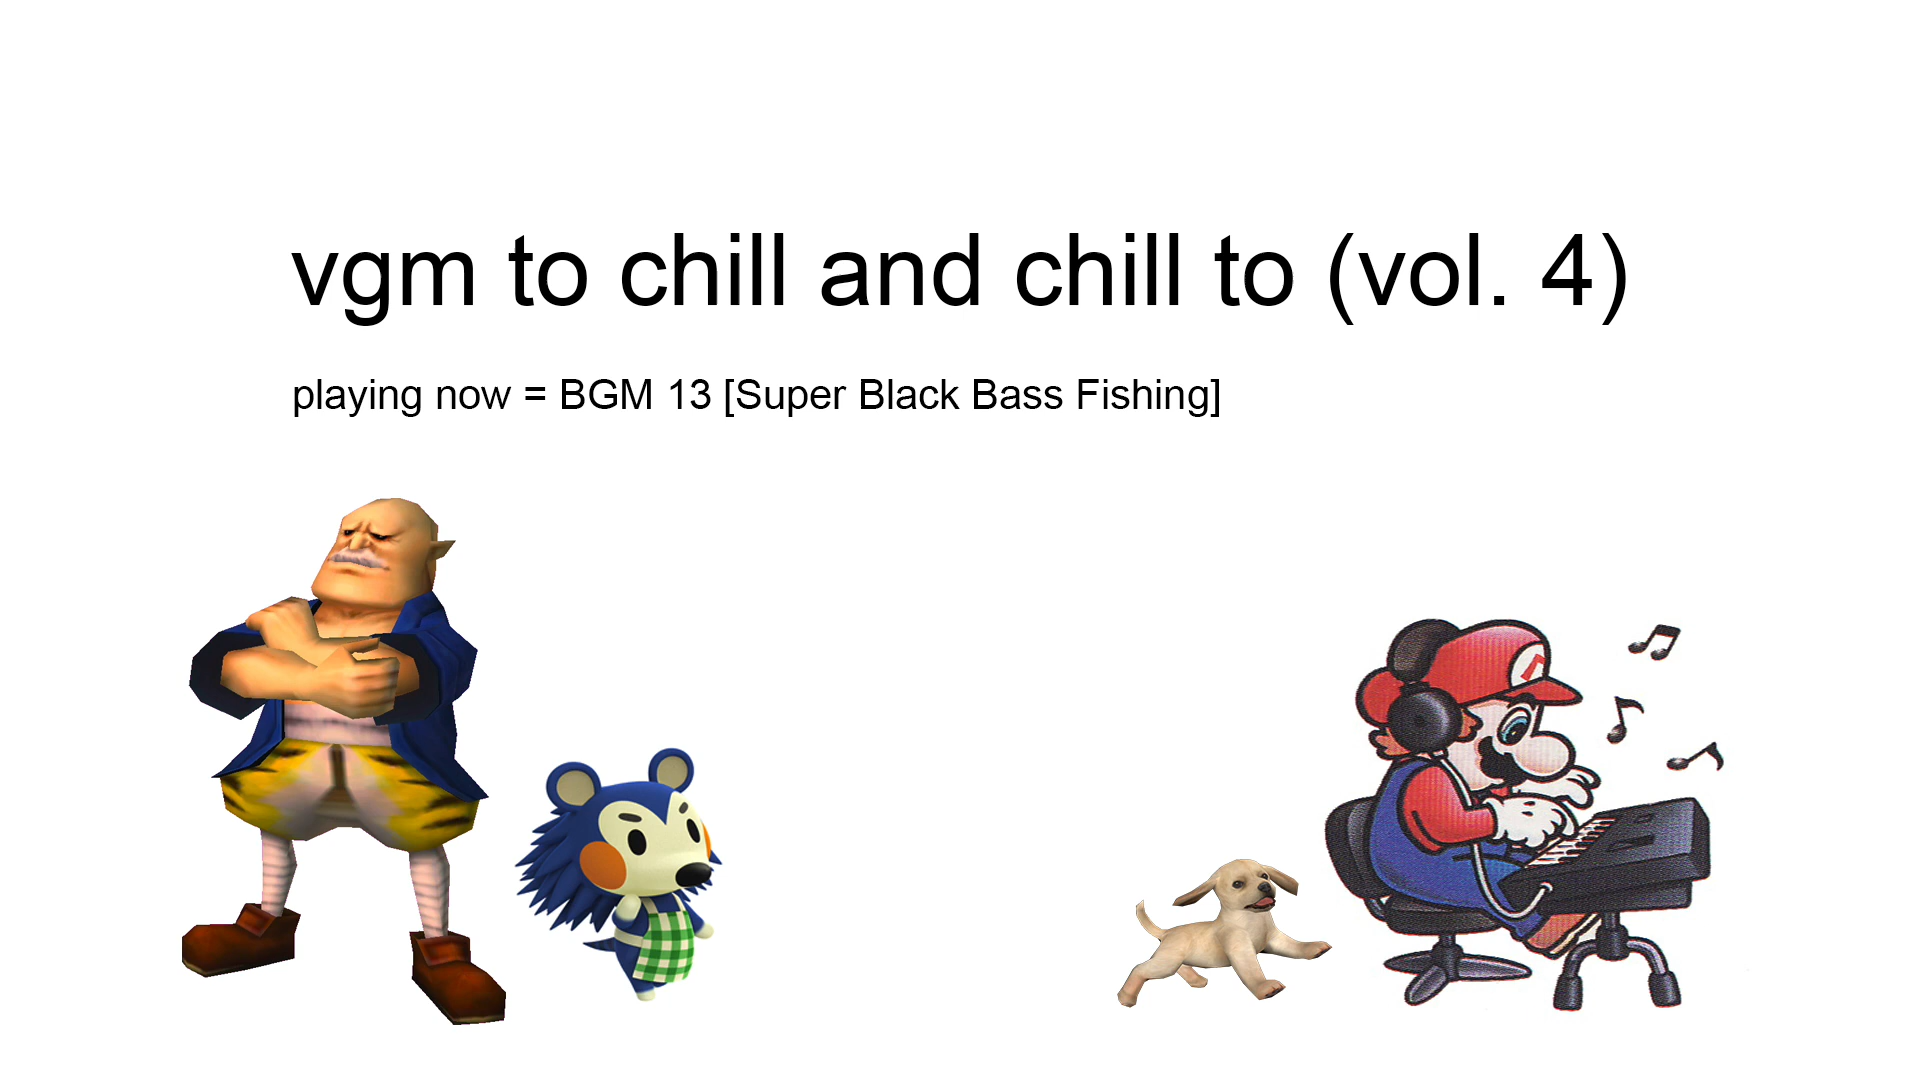 vgm to chill and chill to (vol. 4)
playing now = BGM 13 [Super Black Bass Fishing]